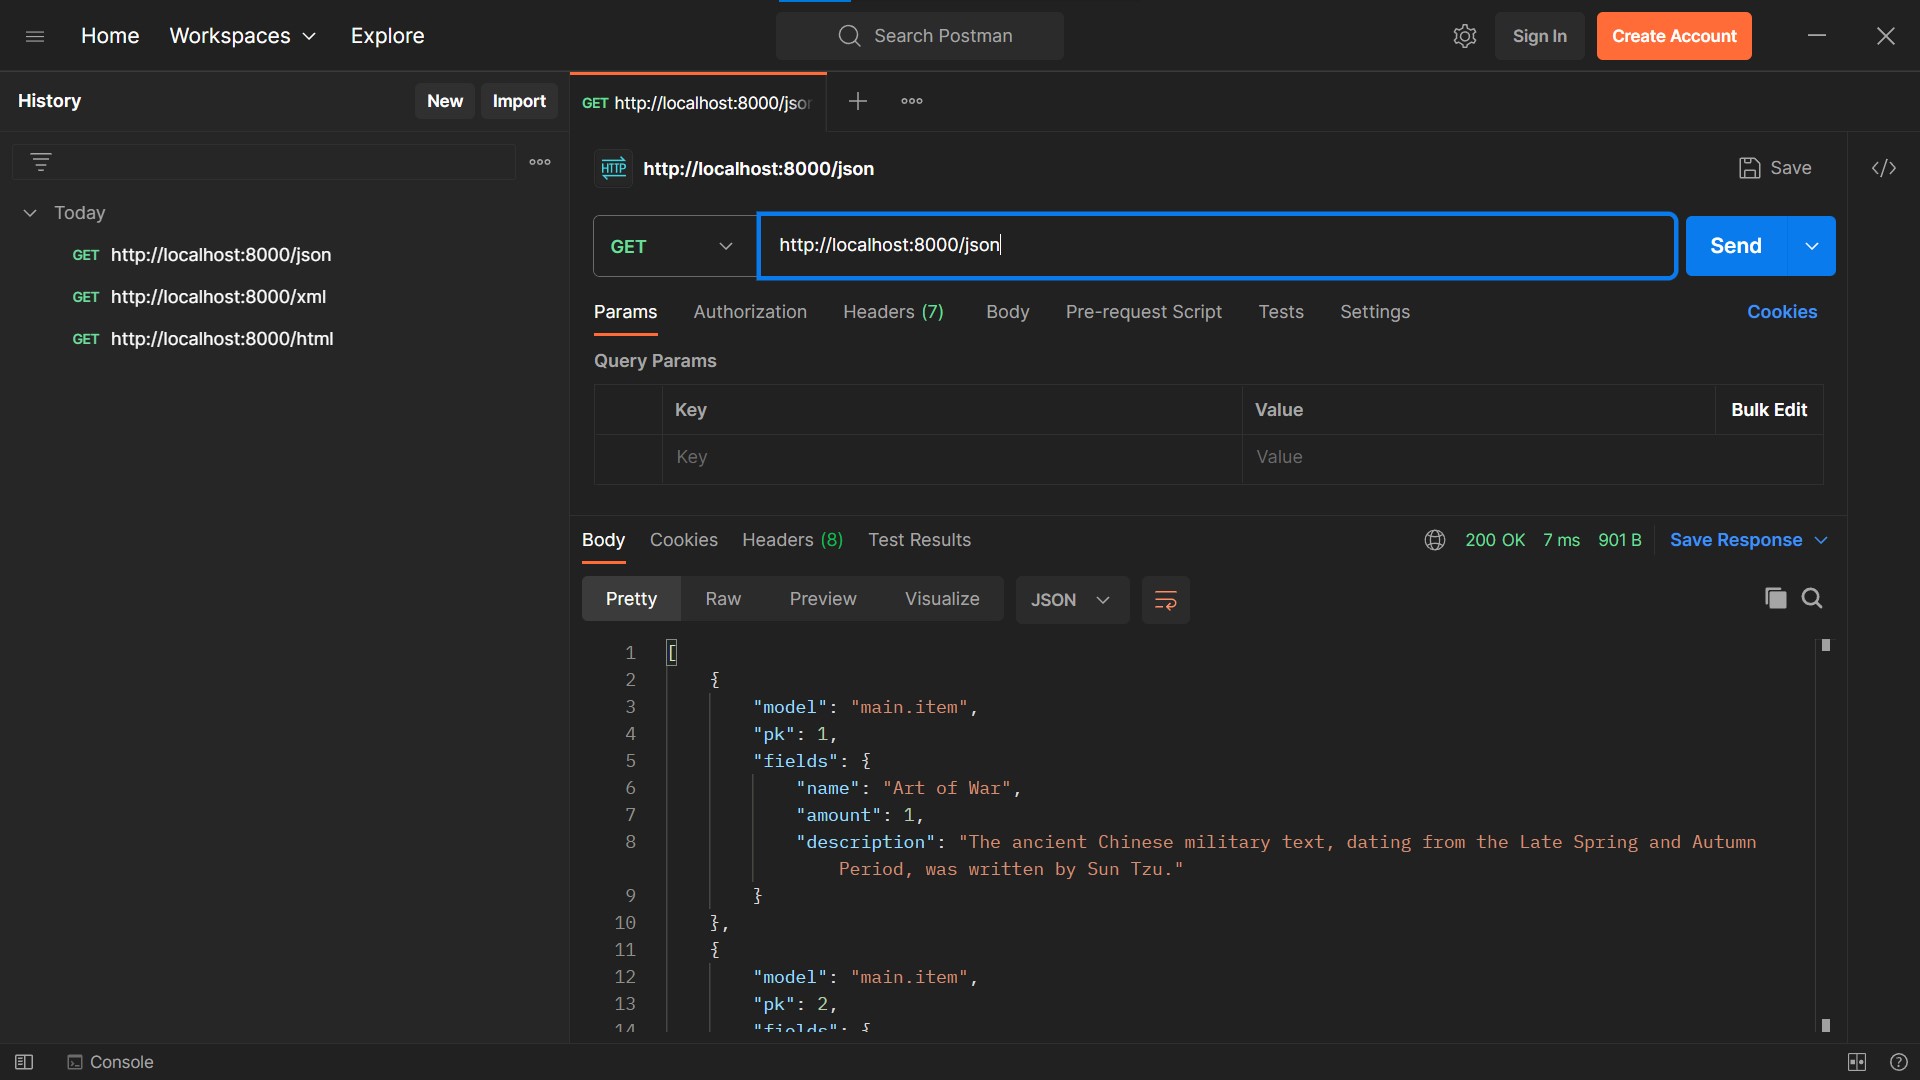 Home Workspaces Explore
Search Postman
Sign In Create Account
History New Import
Today
GET http://localhost:8000/json
GET http://localhost:8000/xml
GET http://localhost:8000/html
GET http://localhost:8000/json
HTTP http://localhost:8000/json Save </>
GET http://localhost:8000/json Send
Params Authorization Headers (7) Body Pre-request Script Tests Settings Cookies
Query Params
Key Value Bulk Edit
Key Value
Body Cookies Headers (8) Test Results 200 OK 7 ms 901 B Save Response
Pretty Raw Preview Visualize JSON
1 [
2 {
3 "model": "main.item",
4 "pk": 1,
5 "fields": {
6 "name": "Art of War",
7 "amount": 1,
8 "description": "The ancient Chinese military text, dating from the Late Spring and Autumn
Period, was written by Sun Tzu."
9 }
10 },
11 {
12 "model": "main.item",
13 "pk": 2,
14 "fields": {
Console